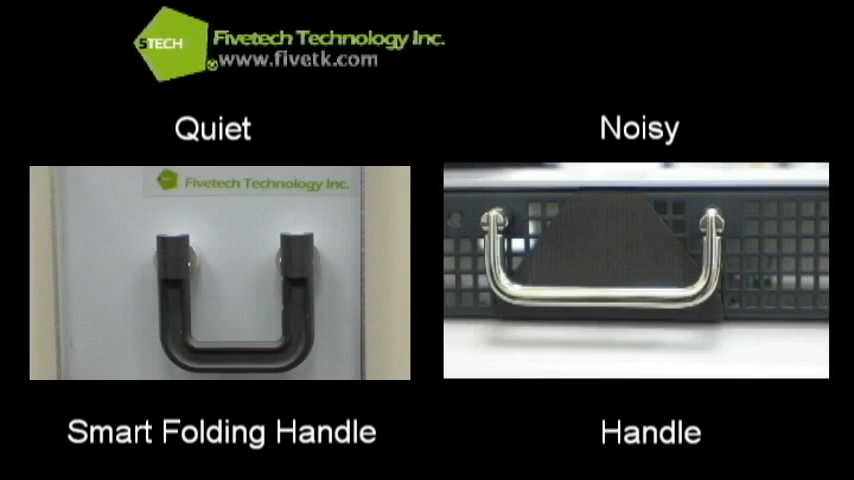 5TECH
Fivetech Technology Inc.
www.fivetk.com
Quiet
Noisy
Fivetech Technology Inc.
Smart Folding Handle
Handle